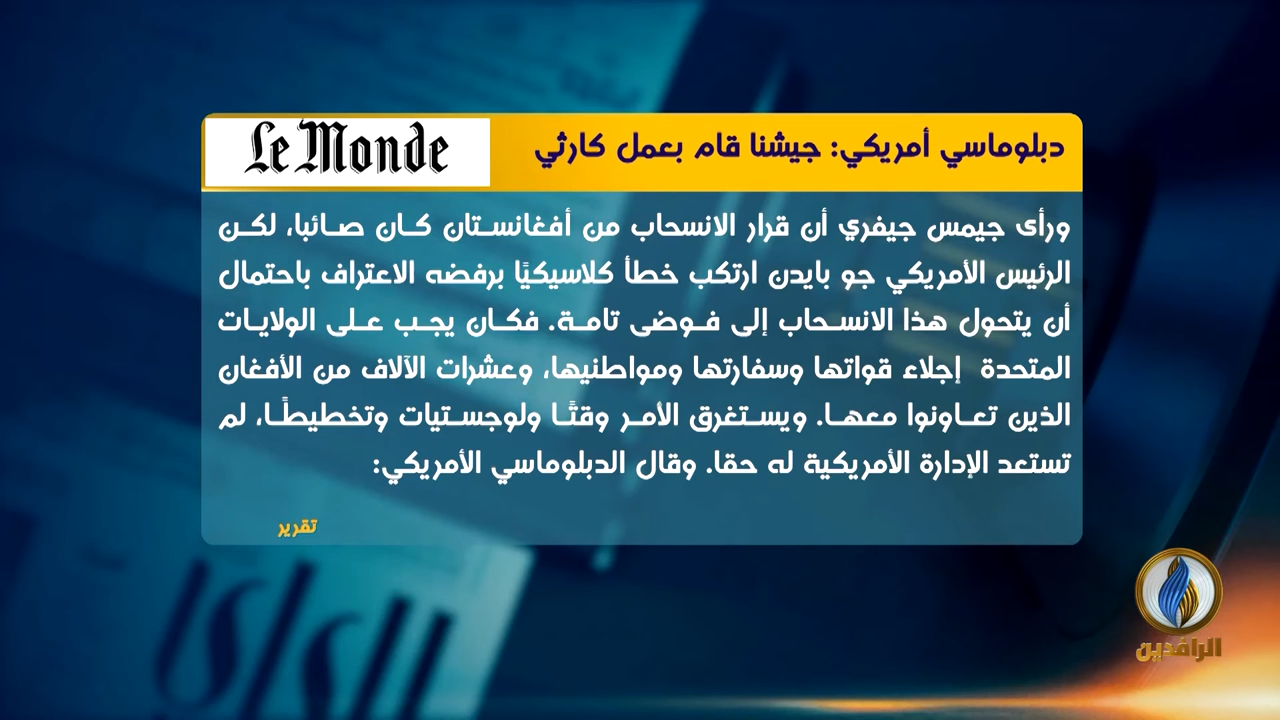 دبلوماسي أمريكي: جيشنا قام بعمل كارثي
Le Monde
ورأى جيمس جيفري أن قرار الانسحاب من أفغانستان كان صائبا، لكن
الرئيس الأمريكي جو بايدن ارتكب خطأ كلاسيكيًا برفضه الاعتراف باحتمال
أن يتحول هذا الانسحاب إلى فوضى تامة. فكان يجب على الولايات
المتحدة إجلاء قواتها وسفارتها ومواطنيها، وعشرات الآلاف من الأفغان
الذين تعاونوا معها. ويستغرق الأمر وقتًا ولوجستيات وتخطيطًا، لم
تستعد الإدارة الأمريكية له حقا. وقال الدبلوماسي الأمريكي:
تقرير
الرافدين